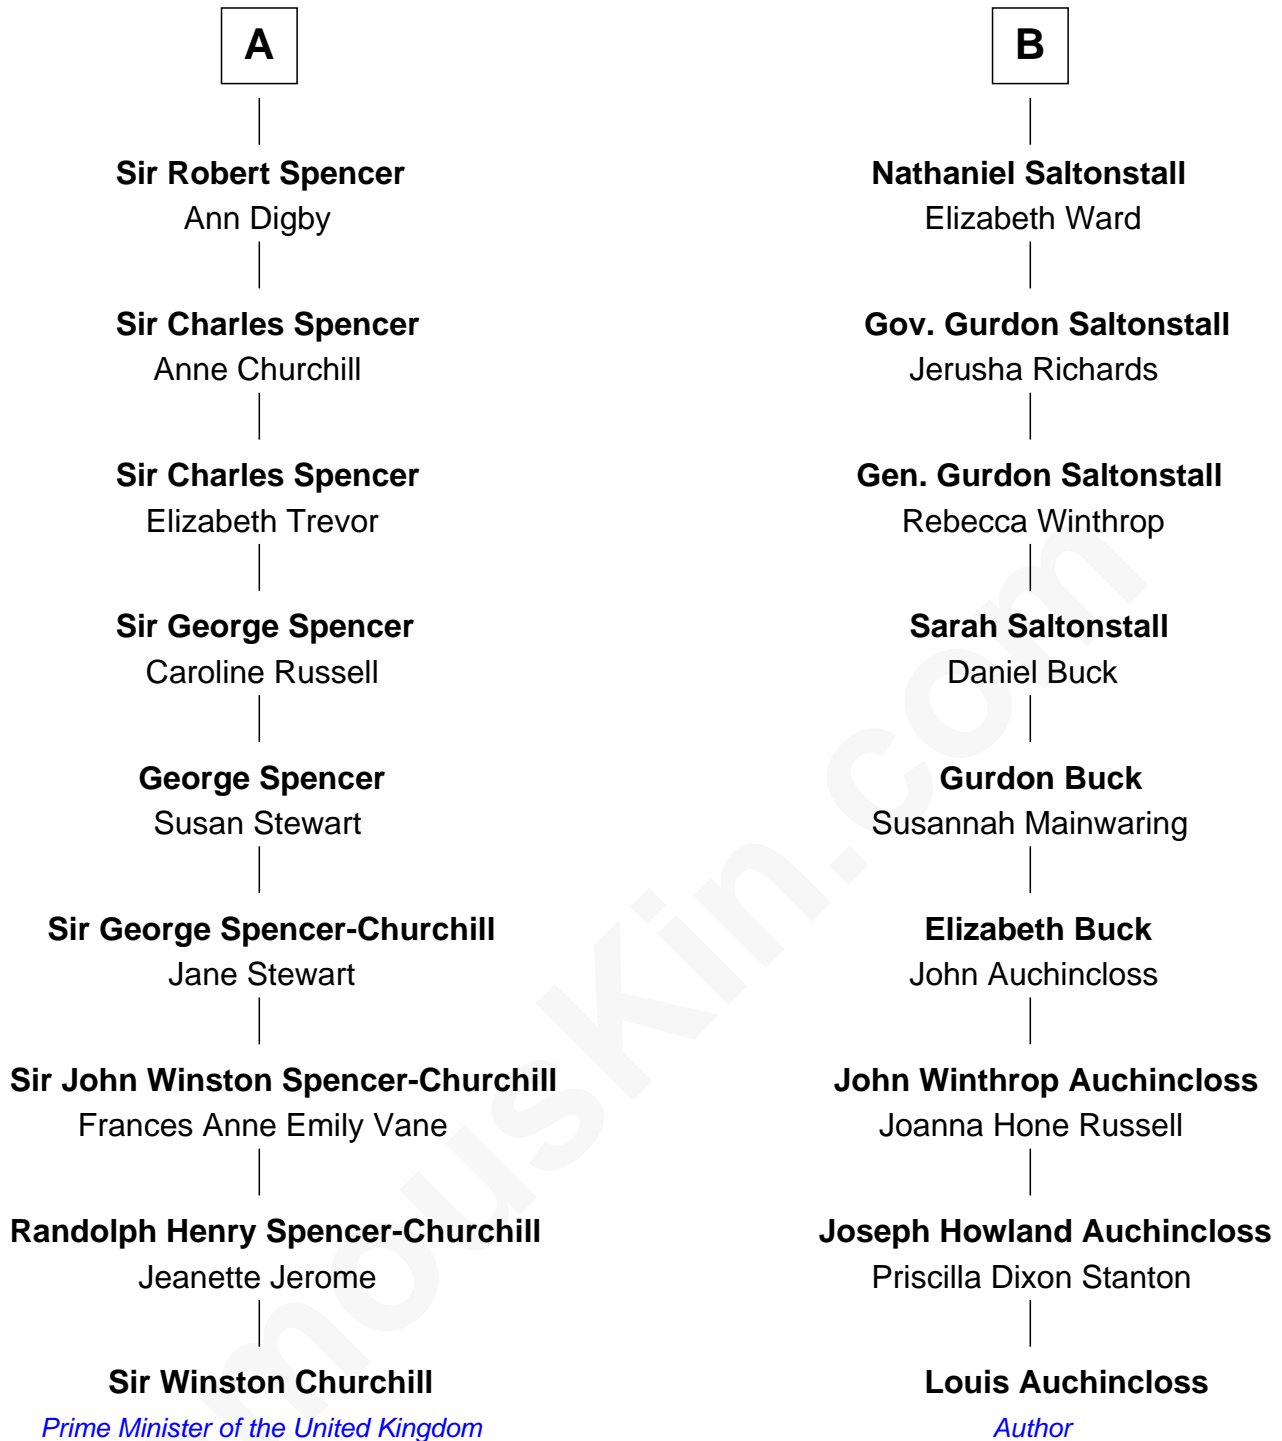 A
Sir Robert Spencer
Ann Digby
Sir Charles Spencer
Anne Churchill
Sir Charles Spencer
Elizabeth Trevor
Sir George Spencer
Caroline Russell
George Spencer
Susan Stewart
Sir George Spencer-Churchill
Jane Stewart
Sir John Winston Spencer-Churchill
Frances Anne Emily Vane
Randolph Henry Spencer-Churchill
Jeanette Jerome
Sir Winston Churchill
Prime Minister of the United Kingdom
B
Nathaniel Saltonstall
Elizabeth Ward
Gov. Gurdon Saltonstall
Jerusha Richards
Gen. Gurdon Saltonstall
Rebecca Winthrop
Sarah Saltonstall
Daniel Buck
Gurdon Buck
Susannah Mainwaring
Elizabeth Buck
John Auchincloss
John Winthrop Auchincloss
Joanna Hone Russell
Joseph Howland Auchincloss
Priscilla Dixon Stanton
Louis Auchincloss
Author
mousKin.com